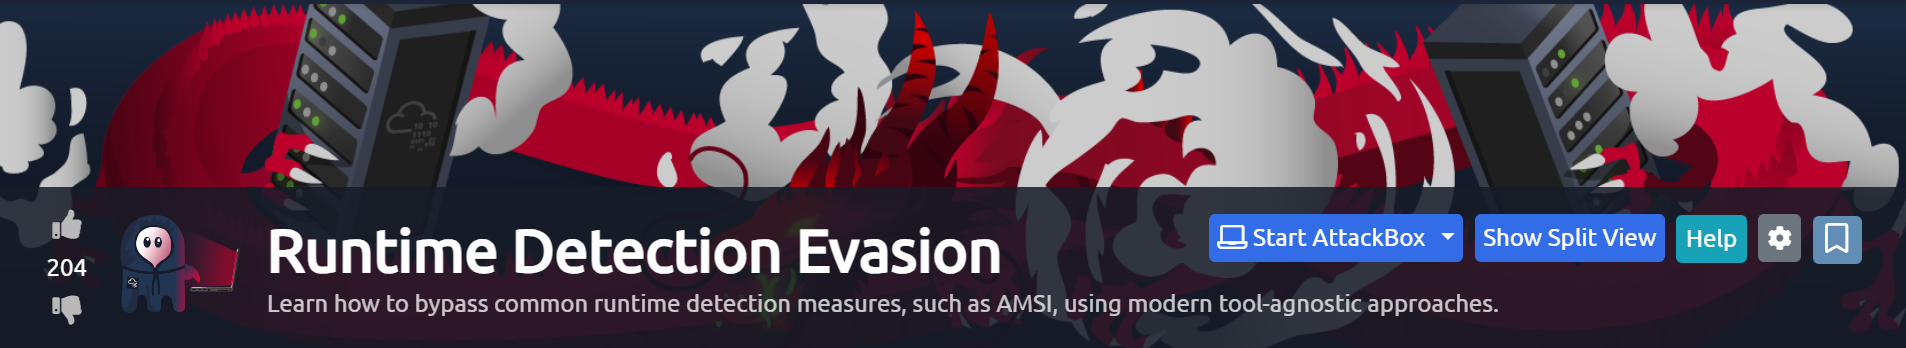 204
Runtime Detection Evasion
Learn how to bypass common runtime detection measures, such as AMSI, using modern tool-agnostic approaches.
Start AttackBox
Show Split View
Help